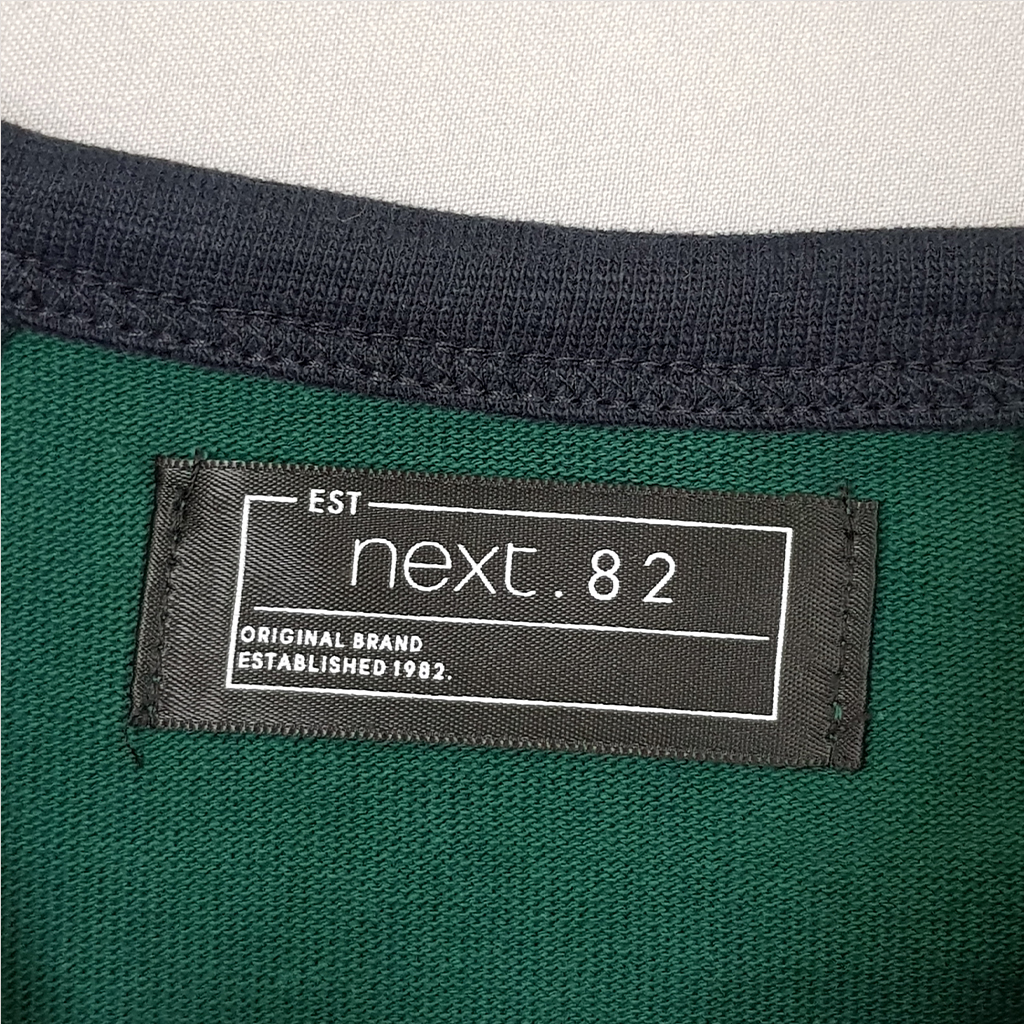 EST
next.82
ORIGINAL BRAND
ESTABLISHED 1982.